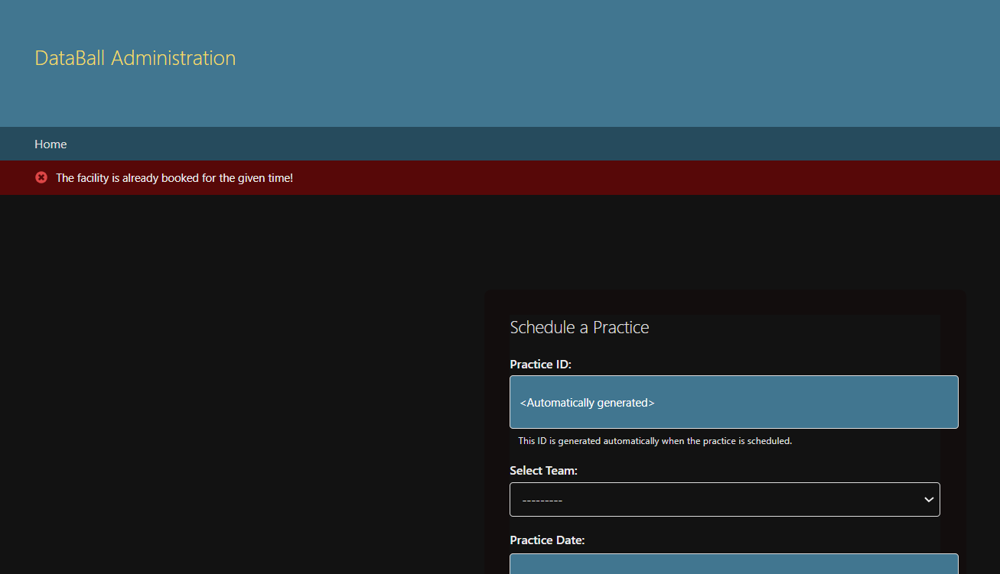 DataBall Administration
Home
The facility is already booked for the given time!
Schedule a Practice
Practice ID:
<Automatically generated>
This ID is generated automatically when the practice is scheduled.
Select Team:
---------
Practice Date: